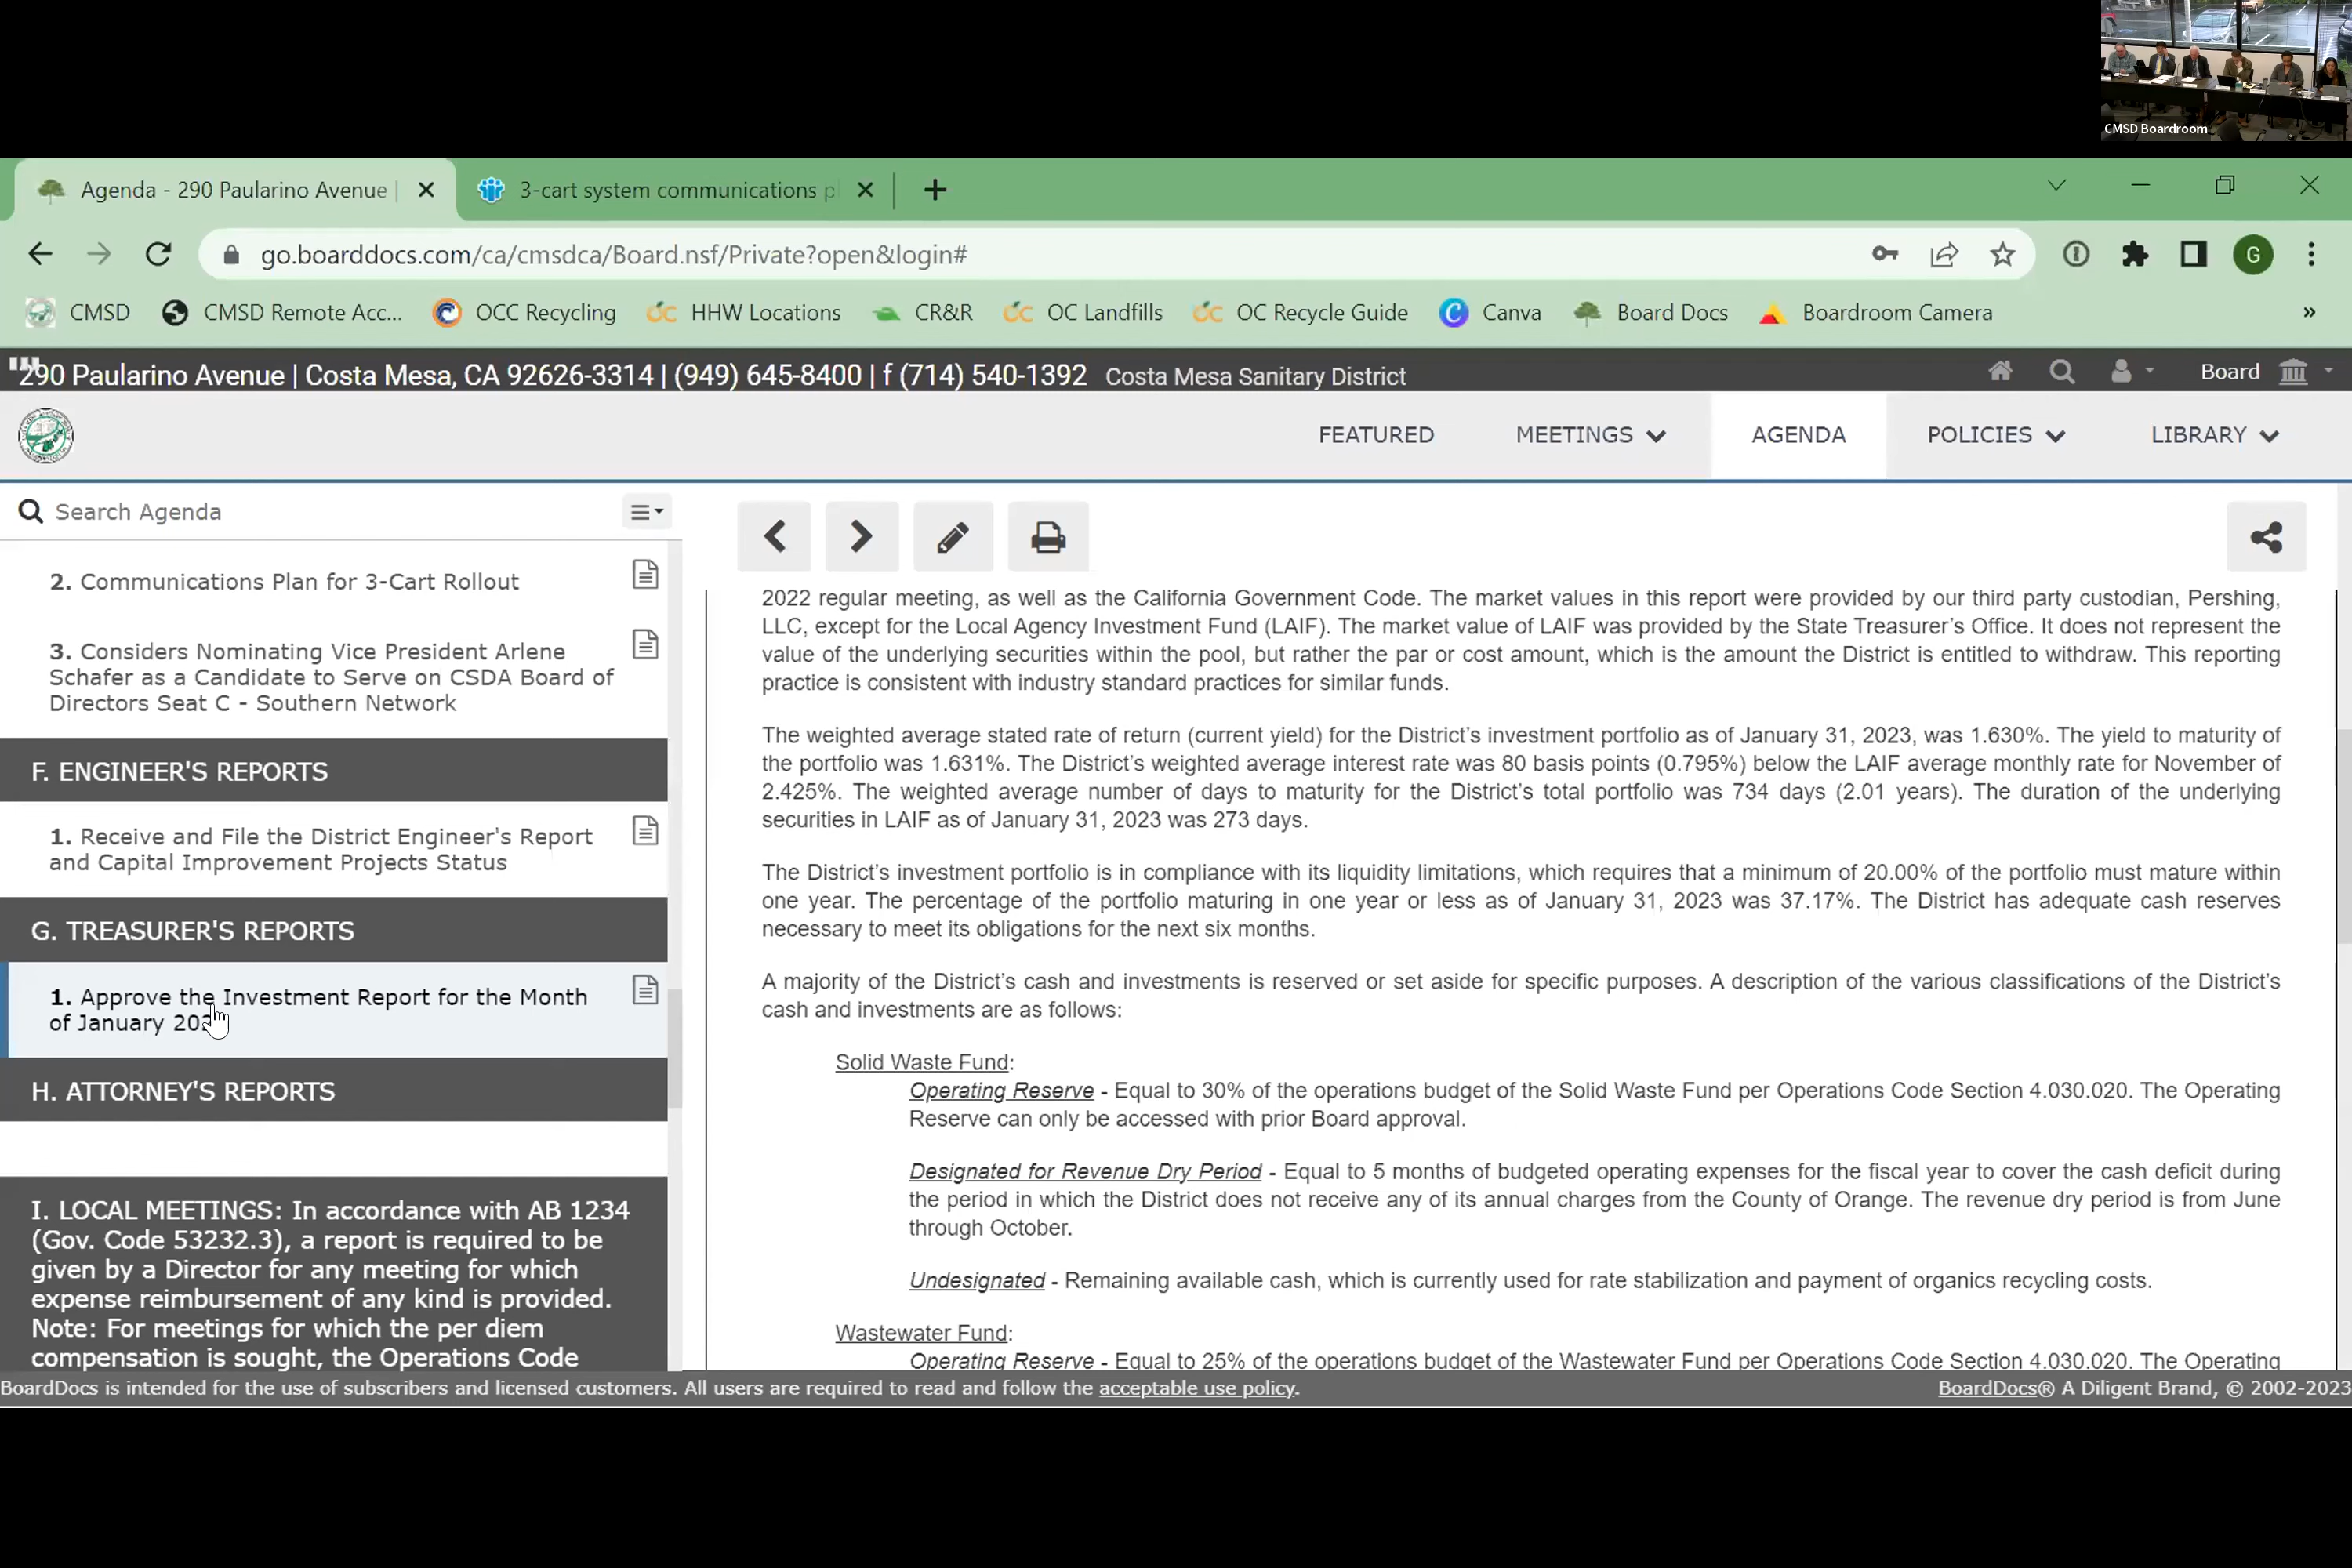 CMSD Boardroom
Agenda - 290 Paularino Avenue |
3-cart system communications p
go.boarddocs.com/ca/cmsdca/Board.nsf/Private?open&login#
G
CMSD
CMSD Remote Acc...
OCC Recycling
HHW Locations
CR&R
OC Landfills
OC Recycle Guide
Canva
Board Docs
Boardroom Camera
»
290 Paularino Avenue | Costa Mesa, CA 92626-3314 | (949) 645-8400 | f (714) 540-1392 Costa Mesa Sanitary District
Board
FEATURED
MEETINGS
AGENDA
POLICIES
LIBRARY
Search Agenda
2. Communications Plan for 3-Cart Rollout
3. Considers Nominating Vice President Arlene
Schafer as a Candidate to Serve on CSDA Board of
Directors Seat C - Southern Network
F. ENGINEER'S REPORTS
1. Receive and File the District Engineer's Report
and Capital Improvement Projects Status
G. TREASURER'S REPORTS
1. Approve the Investment Report for the Month
of January 202
H. ATTORNEY'S REPORTS
I. LOCAL MEETINGS: In accordance with AB 1234
(Gov. Code 53232.3), a report is required to be
given by a Director for any meeting for which
expense reimbursement of any kind is provided.
Note: For meetings for which the per diem
compensation is sought, the Operations Code
2022 regular meeting, as well as the California Government Code. The market values in this report were provided by our third party custodian, Pershing,
LLC, except for the Local Agency Investment Fund (LAIF). The market value of LAIF was provided by the State Treasurer's Office. It does not represent the
value of the underlying securities within the pool, but rather the par or cost amount, which is the amount the District is entitled to withdraw. This reporting
practice is consistent with industry standard practices for similar funds.
The weighted average stated rate of return (current yield) for the District's investment portfolio as of January 31, 2023, was 1.630%. The yield to maturity of
the portfolio was 1.631%. The District's weighted average interest rate was 80 basis points (0.795%) below the LAIF average monthly rate for November of
2.425%. The weighted average number of days to maturity for the District's total portfolio was 734 days (2.01 years). The duration of the underlying
securities in LAIF as of January 31, 2023 was 273 days.
The District's investment portfolio is in compliance with its liquidity limitations, which requires that a minimum of 20.00% of the portfolio must mature within
one year. The percentage of the portfolio maturing in one year or less as of January 31, 2023 was 37.17%. The District has adequate cash reserves
necessary to meet its obligations for the next six months.
A majority of the District's cash and investments is reserved or set aside for specific purposes. A description of the various classifications of the District's
cash and investments are as follows:
Solid Waste Fund:
Operating Reserve - Equal to 30% of the operations budget of the Solid Waste Fund per Operations Code Section 4.030.020. The Operating
Reserve can only be accessed with prior Board approval.
Designated for Revenue Dry Period - Equal to 5 months of budgeted operating expenses for the fiscal year to cover the cash deficit during
the period in which the District does not receive any of its annual charges from the County of Orange. The revenue dry period is from June
through October.
Undesignated - Remaining available cash, which is currently used for rate stabilization and payment of organics recycling costs.
Wastewater Fund:
Operating Reserve - Equal to 25% of the operations budget of the Wastewater Fund per Operations Code Section 4.030.020. The Operating
BoardDocs is intended for the use of subscribers and licensed customers. All users are required to read and follow the acceptable use policy.
BoardDocs® A Diligent Brand, © 2002-2023